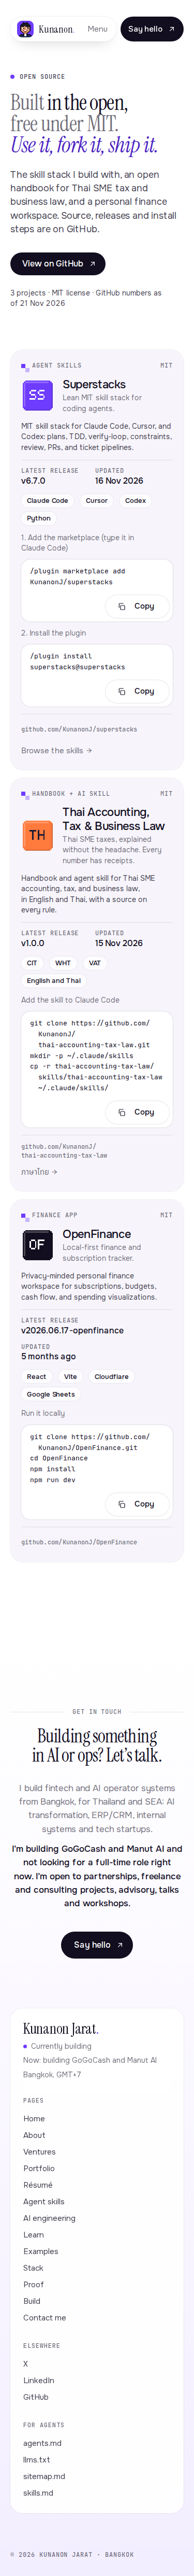 Kunanon.
Menu
Say hello ↗
OPEN SOURCE
Built in the open,
free under MIT.
Use it, fork it, ship it.
The skill stack I build with, an open
handbook for Thai SME tax and
business law, and a personal finance
workspace. Source, releases and install
steps are on GitHub.
View on GitHub ↗
3 projects · MIT license · GitHub numbers as
of 21 Nov 2026
AGENT SKILLS
MIT
SS
Superstacks
Lean MIT skill stack for
coding agents.
MIT skill stack for Claude Code, Cursor, and
Codex: plans, TDD, verify-loop, constraints,
review, PRs, and ticket pipelines.
LATEST RELEASE
UPDATED
v6.7.0
16 Nov 2026
Claude Code
Cursor
Codex
Python
1. Add the marketplace (type it in
Claude Code)
/plugin marketplace add
KunanonJ/superstacks
Copy
2. Install the plugin
/plugin install
superstacks@superstacks
Copy
github.com/KunanonJ/superstacks
Browse the skills →
HANDBOOK + AI SKILL
MIT
TH
Thai Accounting,
Tax & Business Law
Thai SME taxes, explained
without the headache. Every
number has receipts.
Handbook and agent skill for Thai SME
accounting, tax, and business law,
in English and Thai, with a source on
every rule.
LATEST RELEASE
UPDATED
v1.0.0
15 Nov 2026
CIT
WHT
VAT
English and Thai
Add the skill to Claude Code
git clone https://github.com/
KunanonJ/
thai-accounting-tax-law.git
mkdir -p ~/.claude/skills
cp -r thai-accounting-tax-law/
skills/thai-accounting-tax-law
~/.claude/skills/
Copy
github.com/KunanonJ/
thai-accounting-tax-law
ภาษาไทย →
FINANCE APP
MIT
OF
OpenFinance
Local-first finance and
subscription tracker.
Privacy-minded personal finance
workspace for subscriptions, budgets,
cash flow, and spending visualizations.
LATEST RELEASE
v2026.06.17-openfinance
UPDATED
5 months ago
React
Vite
Cloudflare
Google Sheets
Run it locally
git clone https://github.com/
KunanonJ/OpenFinance.git
cd OpenFinance
npm install
npm run dev
Copy
github.com/KunanonJ/OpenFinance
GET IN TOUCH
Building something
in AI or ops? Let's talk.
I build fintech and AI operator systems
from Bangkok, for Thailand and SEA: AI
transformation, ERP/CRM, internal
systems and tech startups.
I'm building GoGoCash and Manut AI and
not looking for a full-time role right
now. I'm open to partnerships, freelance
and consulting projects, advisory, talks
and workshops.
Say hello ↗
Kunanon Jarat.
Currently building
Now: building GoGoCash and Manut AI
Bangkok, GMT+7
PAGES
Home
About
Ventures
Portfolio
Résumé
Agent skills
AI engineering
Learn
Examples
Stack
Proof
Build
Contact me
ELSEWHERE
X
LinkedIn
GitHub
FOR AGENTS
agents.md
llms.txt
sitemap.md
skills.md
© 2026 KUNANON JARAT · BANGKOK